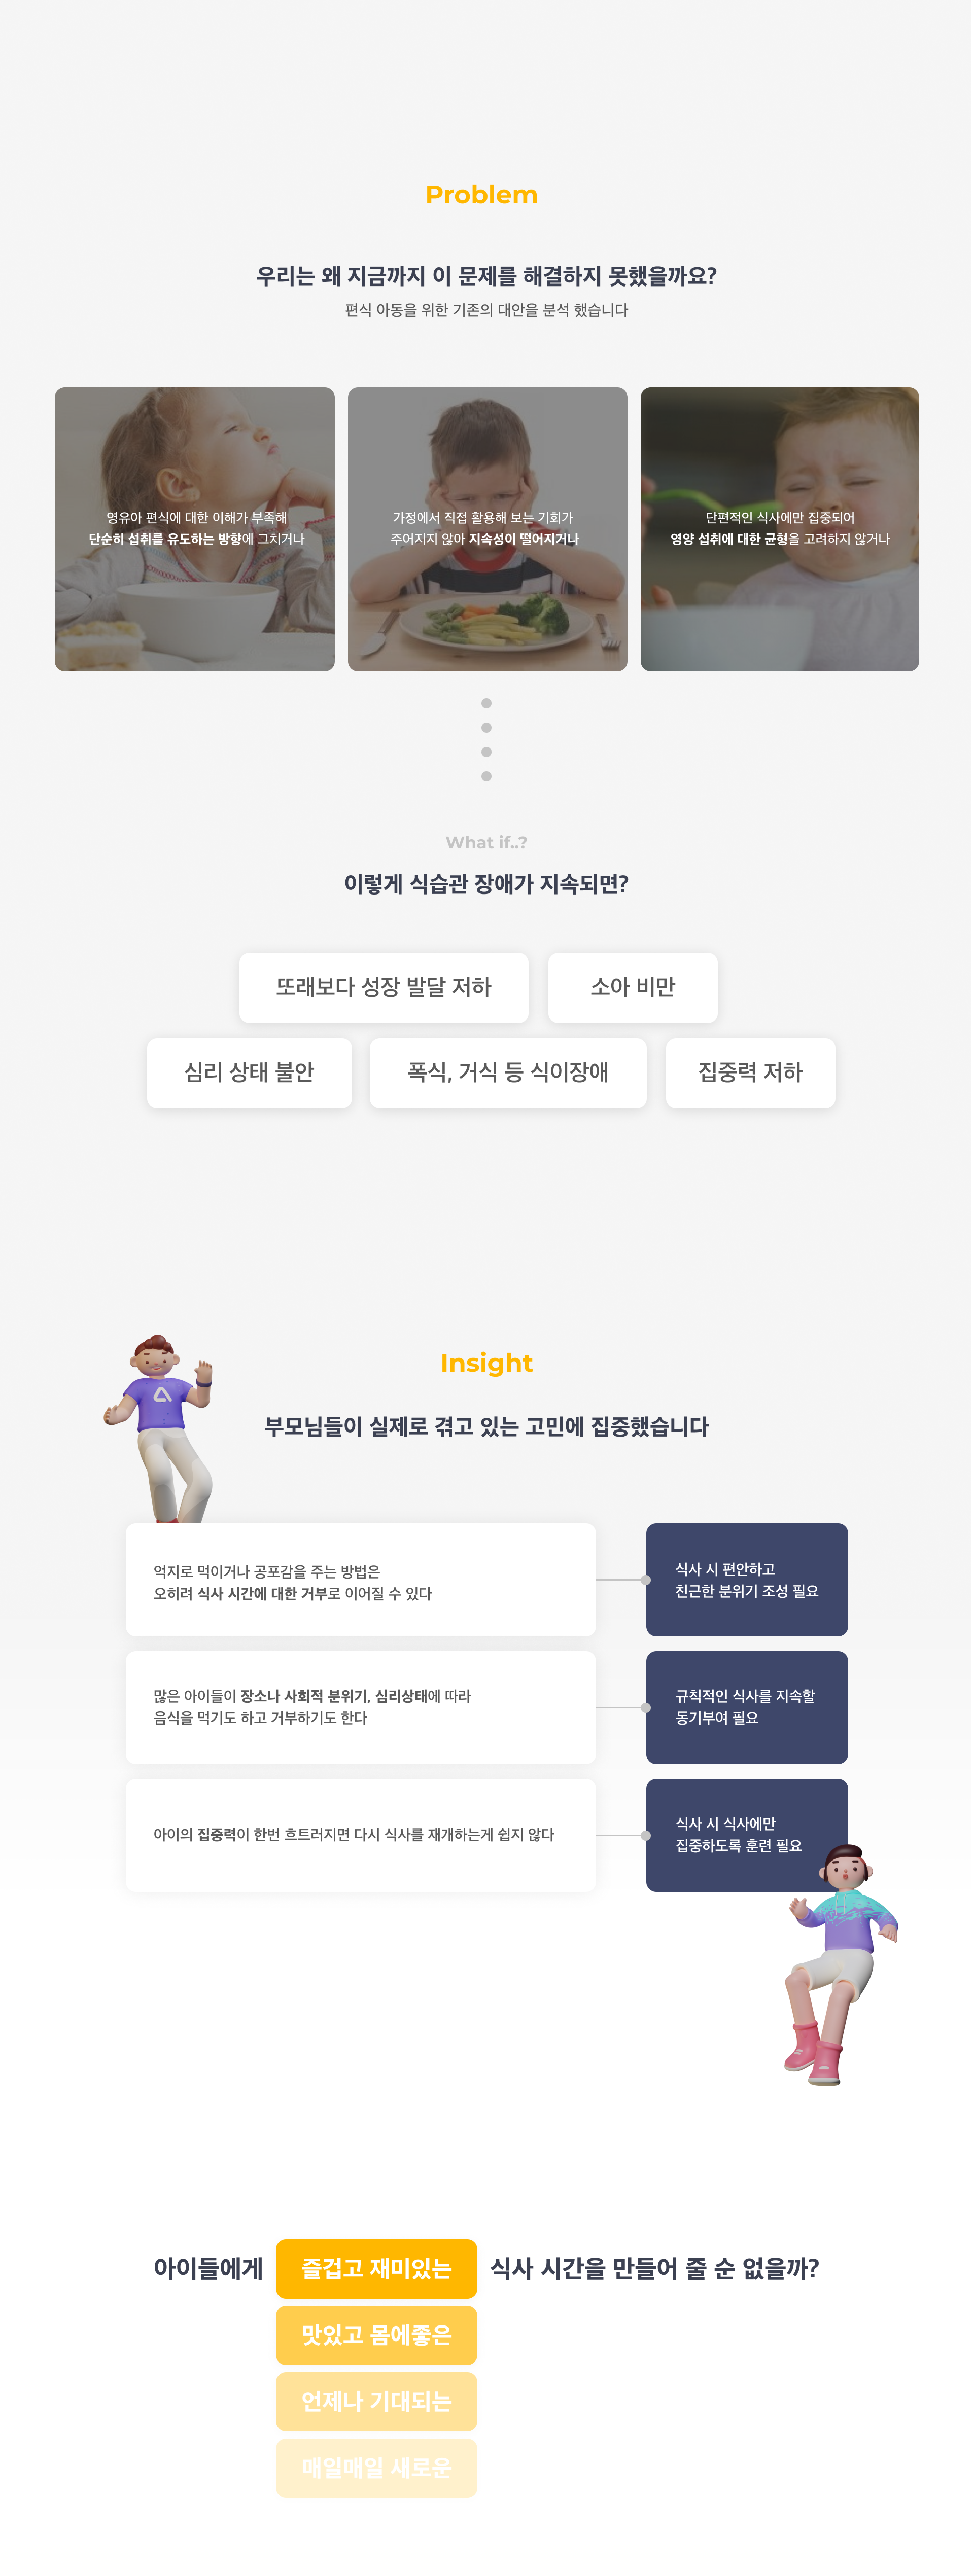 Problem
우리는 왜 지금까지 이 문제를 해결하지 못했을까요?
편식 아동을 위한 기존의 대안을 분석 했습니다
영유아 편식에 대한 이해가 부족해
단순히 섭취를 유도하는 방향에 그치거나
가정에서 직접 활용해 보는 기회가
주어지지 않아 지속성이 떨어지거나
단편적인 식사에만 집중되어
영양 섭취에 대한 균형을 고려하지 않거나
What if..?
이렇게 식습관 장애가 지속되면?
또래보다 성장 발달 저하
소아 비만
심리 상태 불안
폭식, 거식 등 식이장애
집중력 저하
Insight
부모님들이 실제로 겪고 있는 고민에 집중했습니다
억지로 먹이거나 공포감을 주는 방법은
오히려 식사 시간에 대한 거부로 이어질 수 있다
식사 시 편안하고
친근한 분위기 조성 필요
많은 아이들이 장소나 사회적 분위기, 심리상태에 따라
음식을 먹기도 하고 거부하기도 한다
규칙적인 식사를 지속할
동기부여 필요
아이의 집중력이 한번 흐트러지면 다시 식사를 재개하는게 쉽지 않다
식사 시 식사에만
집중하도록 훈련 필요
아이들에게 즐겁고 재미있는 식사 시간을 만들어 줄 순 없을까?
맛있고 몸에좋은
언제나 기대되는
매일매일 새로운